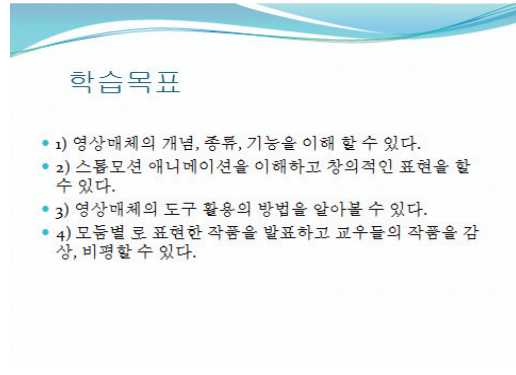 학습목표
1) 영상매체의 개념, 종류, 기능을 이해 할 수 있다.
2) 스톱모션 애니메이션을 이해하고 창의적인 표현을 할
수 있다.
3) 영상매체의 도구 활용의 방법을 알아볼 수 있다.
4) 모둠별 로 표현한 작품을 발표하고 교우들의 작품을 감
상, 비평할 수 있다.